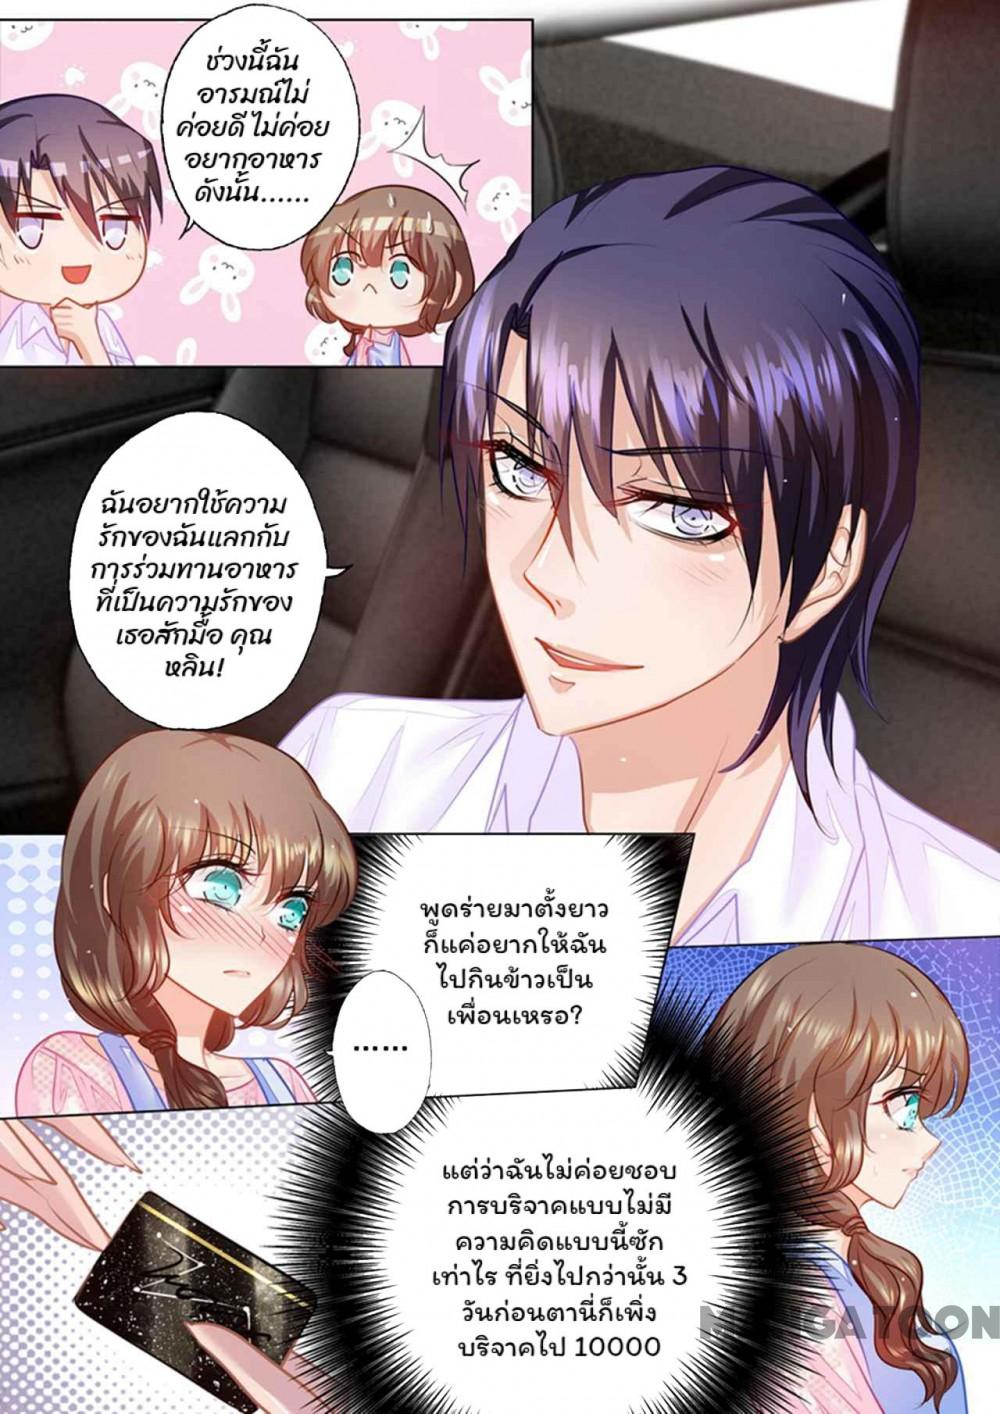 ช่วงนี้ฉัน
อารมณ์ไม่
ค่อยดี ไม่ค่อย
อยากอาหาร
ดังนั้น......
ฉันอยากใช้ความ
รักของฉันแลกกับ
การร่วมทานอาหาร
ที่เป็นความรักของ
เธอสักมื้อ คุณ
หลิน!
พูดร่ายมาตั้งยาว
ก็แค่อยากให้ฉัน
ไปกินข้าวเป็น
เพื่อนเหรอ?
......
แต่ว่าฉันไม่ค่อยชอบ
การบริจาคแบบไม่มี
ความคิดแบบนี้ซัก
เท่าไร ที่ยิ่งไปกว่านั้น 3
วันก่อนตานี่ก็เพิ่ง
บริจาคไป 10000
MANGATOON